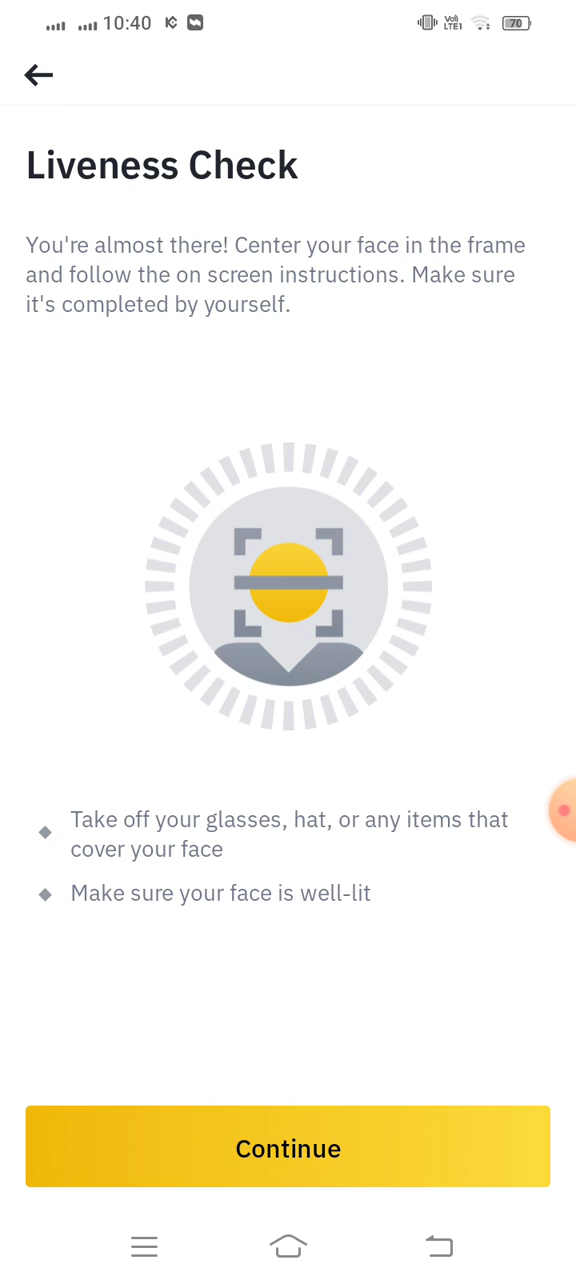 10:40
Vo))
LTE1
70
Liveness Check
You're almost there! Center your face in the frame
and follow the on screen instructions. Make sure
it's completed by yourself.
Take off your glasses, hat, or any items that
cover your face
Make sure your face is well-lit
Continue